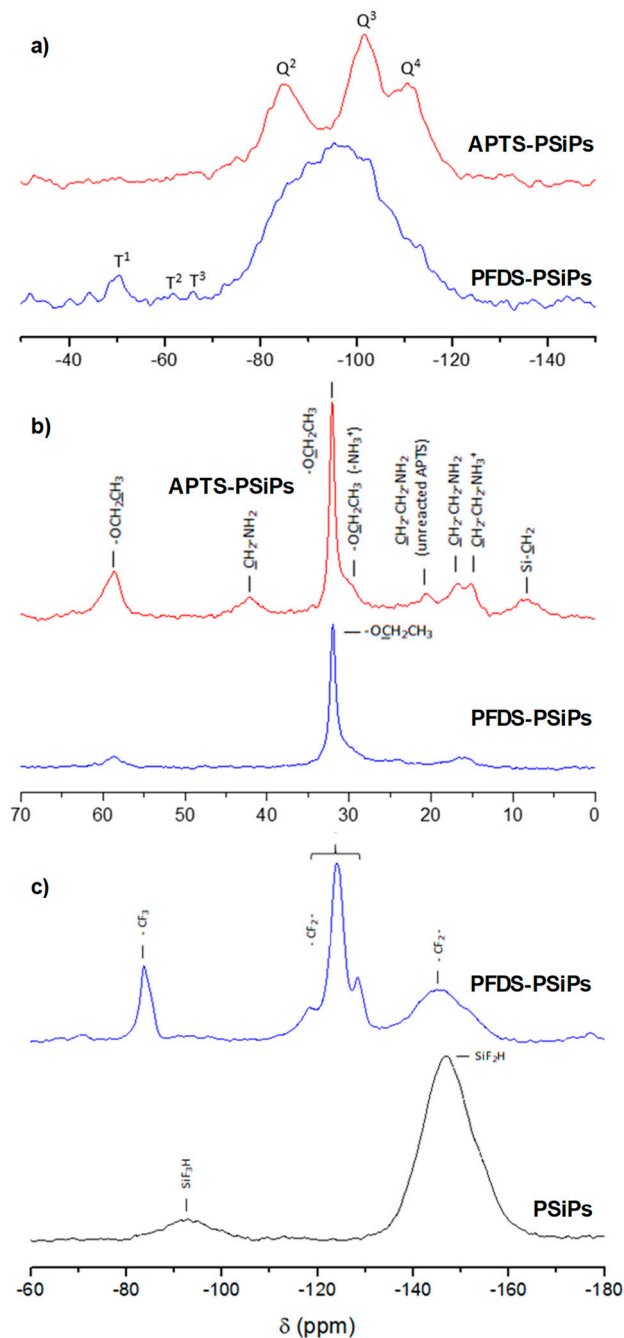 a)
Q³
Q²
Q⁴
APTS-PSiPs
T¹
T²
T³
PFDS-PSiPs
-40
-60
-80
-100
-120
-140
b)
APTS-PSiPs
-OCH₂CH₃
CH₂-NH₂
-OCH₂CH₃
-OCH₂CH₃ (-NH₃⁺)
CH₂-CH₂-NH₂
(unreacted APTS)
CH₂-CH₂-NH₂
CH₂-CH₂-NH₃⁺
Si-CH₂
-OCH₂CH₃
PFDS-PSiPs
70
60
50
40
30
20
10
0
c)
- CF₃
- CF₂ -
- CF₂ -
PFDS-PSiPs
SiF₂H
SiF₃H
PSiPs
-60
-80
-100
-120
-140
-160
-180
δ (ppm)